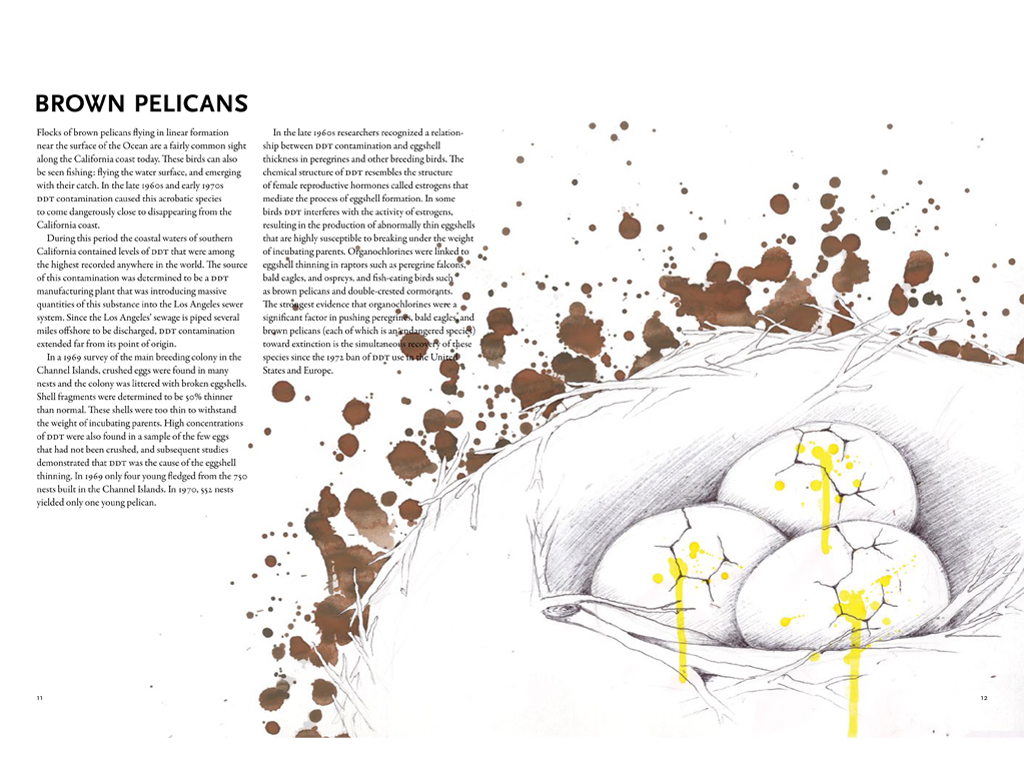 BROWN PELICANS
Flocks of brown pelicans flying in linear formation
near the surface of the Ocean are a fairly common sight
along the California coast today. These birds can also
be seen fishing: flying the water surface, and emerging
with their catch. In the late 1960s and early 1970s
DDT contamination caused this acrobatic species
to come dangerously close to disappearing from the
California coast.
During this period the coastal waters of southern
California contained levels of DDT that were among
the highest recorded anywhere in the world. The source
of this contamination was determined to be a DDT
manufacturing plant that was introducing massive
quantities of this substance into the Los Angeles sewer
system. Since the Los Angeles' sewage is piped several
miles offshore to be discharged, DDT contamination
extended far from its point of origin.
In a 1969 survey of the main breeding colony in the
Channel Islands, crushed eggs were found in many
nests and the colony was littered with broken eggshells.
Shell fragments were determined to be 50% thinner
than normal. These shells were too thin to withstand
the weight of incubating parents. High concentrations
of DDT were also found in a sample of the few eggs
that had not been crushed, and subsequent studies
demonstrated that DDT was the cause of the eggshell
thinning. In 1969 only four young fledged from the 750
nests built in the Channel Islands. In 1970, 552 nests
yielded only one young pelican.
In the late 1960s researchers recognized a relation-
ship between DDT contamination and eggshell
thickness in peregrines and other breeding birds. The
chemical structure of DDT resembles the structure
of female reproductive hormones called estrogens that
mediate the process of eggshell formation. In some
birds DDT interferes with the activity of estrogens,
resulting in the production of abnormally thin eggshells
that are highly susceptible to breaking under the weight
of incubating parents. Organochlorines were linked to
eggshell thinning in raptors such as peregrine falcons,
bald eagles, and ospreys, and fish-eating birds such
as brown pelicans and double-crested cormorants.
The strongest evidence that organochlorines were a
significant factor in pushing peregrines, bald eagles, and
brown pelicans (each of which is an endangered species)
toward extinction is the simultaneous recovery of these
species since the 1972 ban of DDT use in the United
States and Europe.
11
12